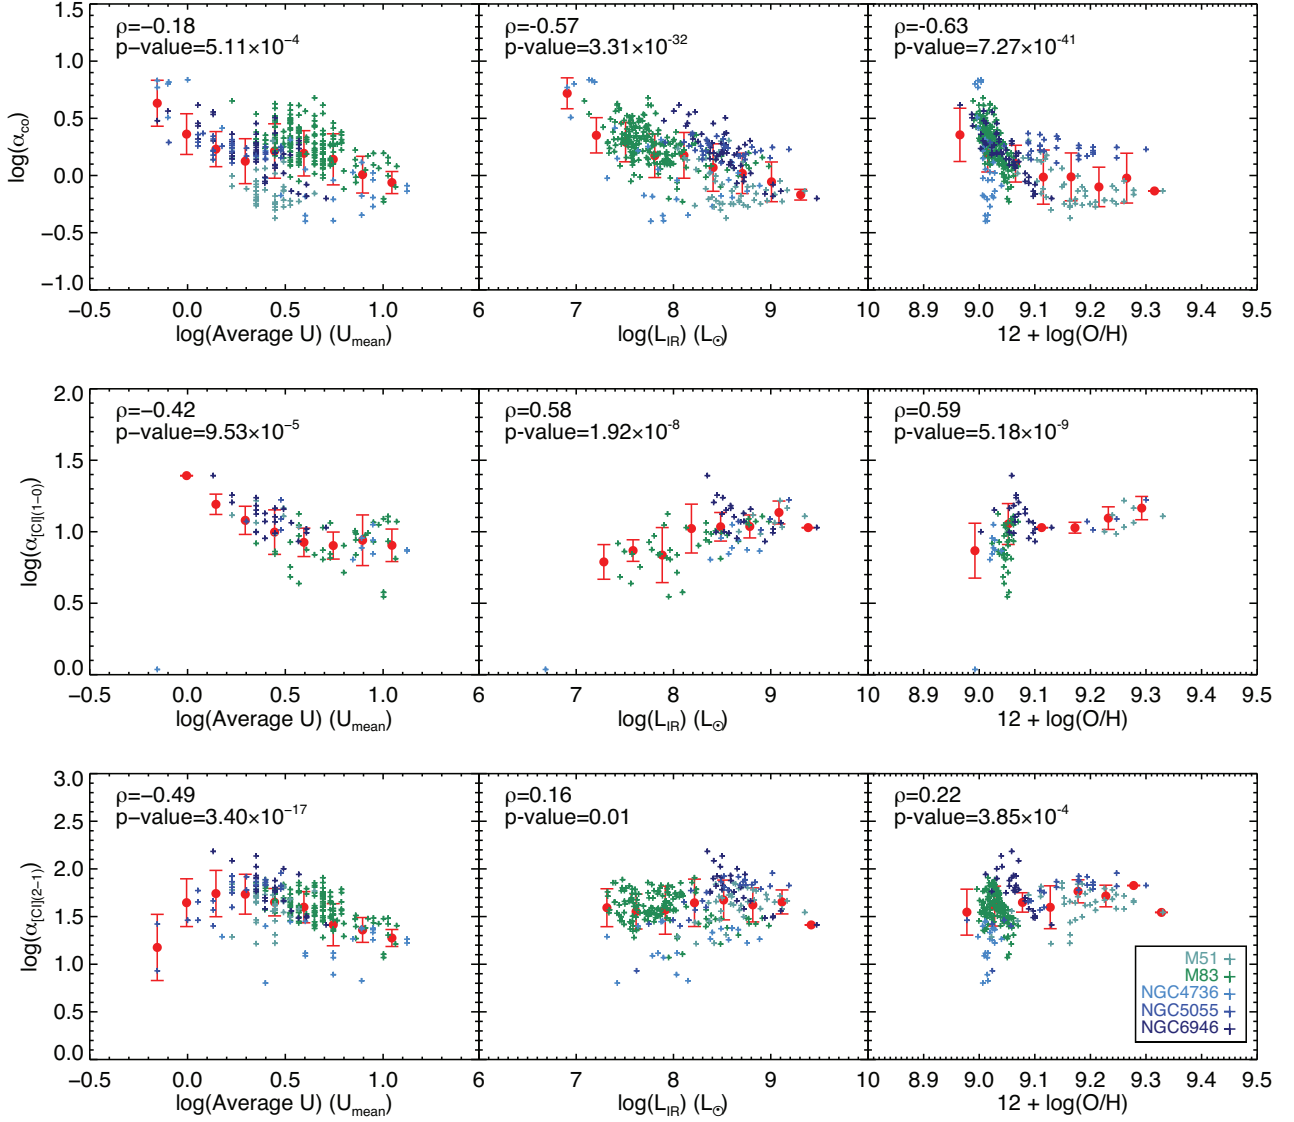 ρ=−0.18
p−value=5.11×10⁻⁴
ρ=-0.57
p-value=3.31×10⁻³²
ρ=-0.63
p-value=7.27×10⁻⁴¹
log(α_co)
1.5
1.0
0.5
0.0
−0.5
−1.0
−0.5 0.0 0.5 1.0 6 7 8 9 10 8.9 9.0 9.1 9.2 9.3 9.4 9.5
log(Average U) (U_mean) log(L_IR) (L_⊙) 12 + log(O/H)
ρ=−0.42
p−value=9.53×10⁻⁵
ρ=0.58
p-value=1.92×10⁻⁸
ρ=0.59
p-value=5.18×10⁻⁹
log(α_[CI](1−0))
2.0
1.5
1.0
0.5
0.0
−0.5 0.0 0.5 1.0 6 7 8 9 10 8.9 9.0 9.1 9.2 9.3 9.4 9.5
log(Average U) (U_mean) log(L_IR) (L_⊙) 12 + log(O/H)
ρ=−0.49
p−value=3.40×10⁻¹⁷
ρ=0.16
p-value=0.01
ρ=0.22
p-value=3.85×10⁻⁴
log(α_[CI](2−1))
3.0
2.5
2.0
1.5
1.0
0.5
0.0
M51 +
M83 +
NGC4736 +
NGC5055 +
NGC6946 +
−0.5 0.0 0.5 1.0 6 7 8 9 10 8.9 9.0 9.1 9.2 9.3 9.4 9.5
log(Average U) (U_mean) log(L_IR) (L_⊙) 12 + log(O/H)